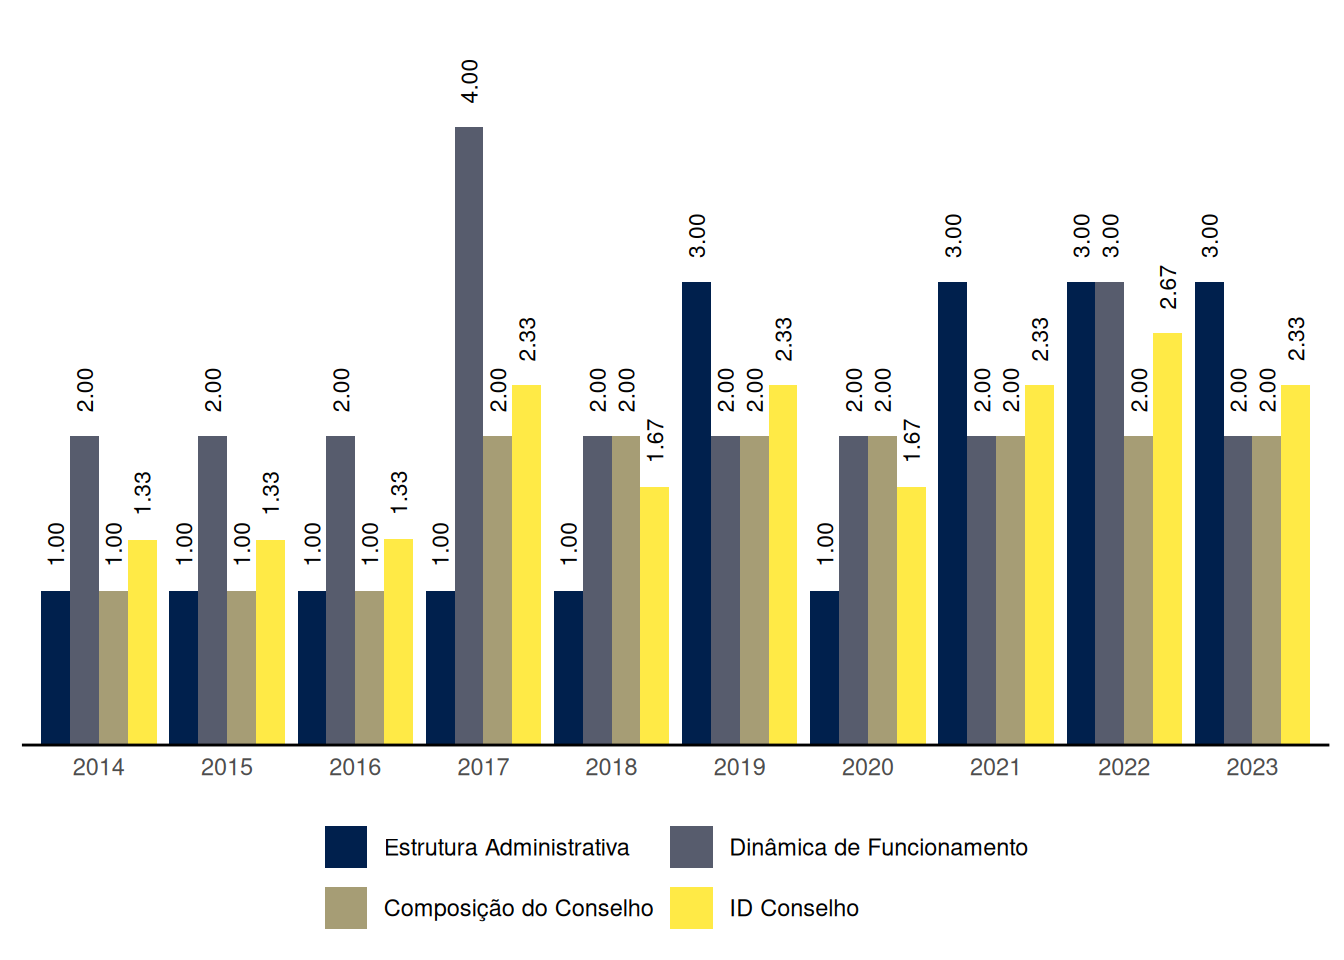 4.00
3.00 3.00 3.00 3.00 3.00
2.67
2.33 2.33 2.33 2.33
2.00 2.00 2.00 2.00 2.00 2.00 2.00 2.00 2.00 2.00 2.00 2.00 2.00 2.00 2.00
1.67 1.67
1.33 1.33 1.33
1.00 1.00 1.00 1.00 1.00 1.00 1.00 1.00 1.00
2014 2015 2016 2017 2018 2019 2020 2021 2022 2023
Estrutura Administrativa Dinâmica de Funcionamento
Composição do Conselho ID Conselho